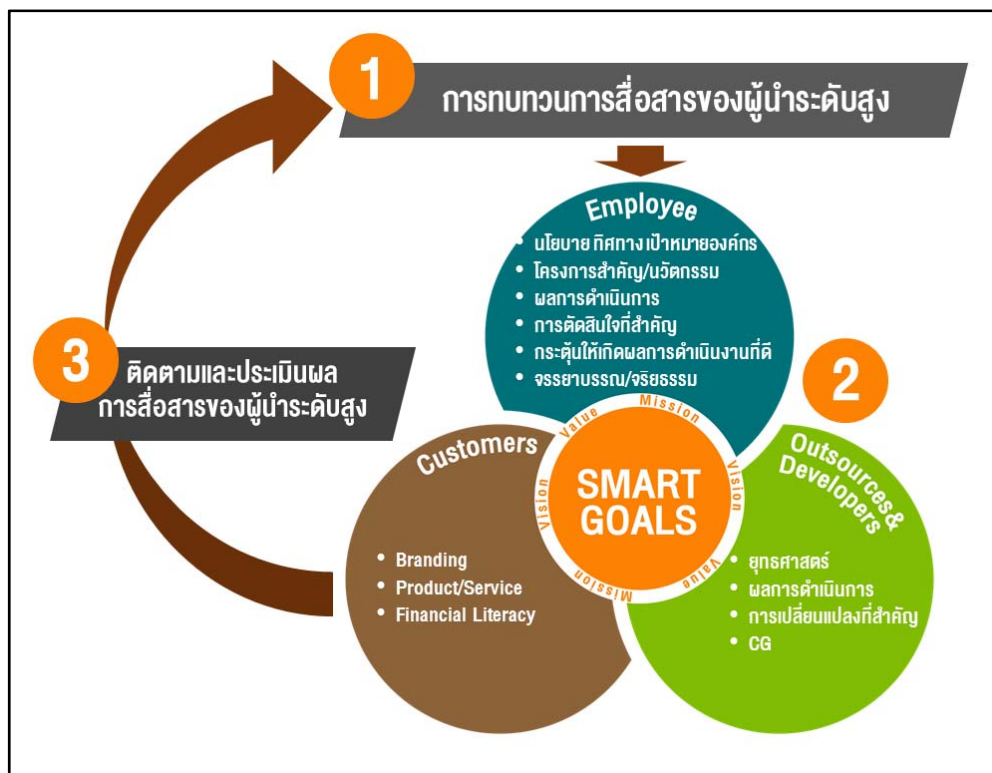 1
การทบทวนการสื่อสารของผู้นำระดับสูง
Employee
• นโยบาย ทิศทาง เป้าหมายองค์กร
• โครงการสำคัญ/นวัตกรรม
• ผลการดำเนินการ
• การตัดสินใจที่สำคัญ
• กระตุ้นให้เกิดผลการดำเนินงานที่ดี
• จรรยาบรรณ/จริยธรรม
2
Outsources&
Developers
• ยุทธศาสตร์
• ผลการดำเนินการ
• การเปลี่ยนแปลงที่สำคัญ
• CG
Customers
• Branding
• Product/Service
• Financial Literacy
SMART
GOALS
Value
Mission
Vision
Value
Mission
Vision
3
ติดตามและประเมินผล
การสื่อสารของผู้นำระดับสูง